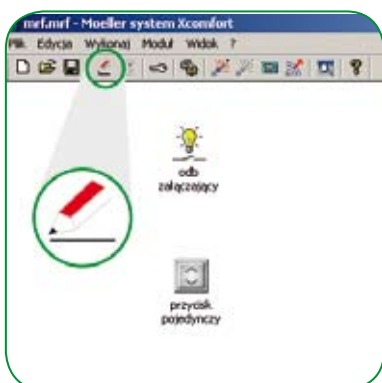 mrf.mrf - Moeller system Xcomfort
Plik Edycja Wykonaj Moduł Widok ?
odb
załączający
przycisk
pojedynczy